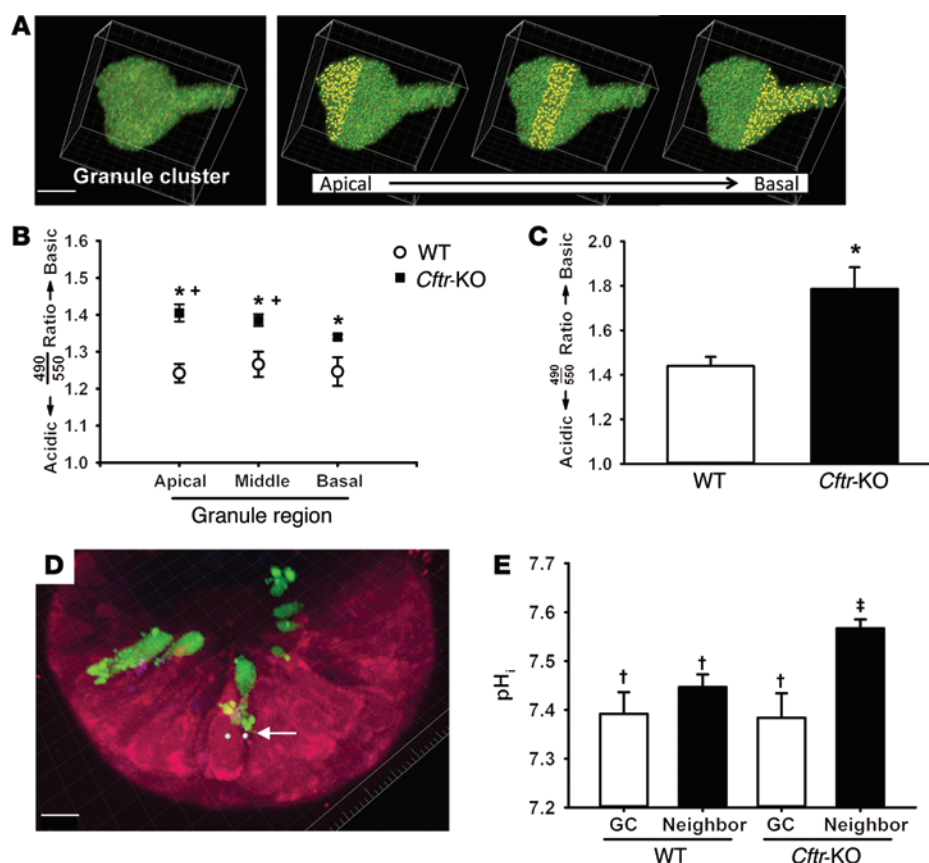 A
Granule cluster
Apical
Basal
B
WT
Cftr-KO
Acidic 490/550 Ratio Basic
1.6
1.5
1.4
1.3
1.2
1.1
1.0
* +
* +
*
Apical Middle Basal
Granule region
C
Acidic 490/550 Ratio Basic
2.0
1.8
1.6
1.4
1.2
1.0
*
WT Cftr-KO
D
E
pHi
7.7
7.6
7.5
7.4
7.3
7.2
†
†
†
‡
GC Neighbor GC Neighbor
WT Cftr-KO